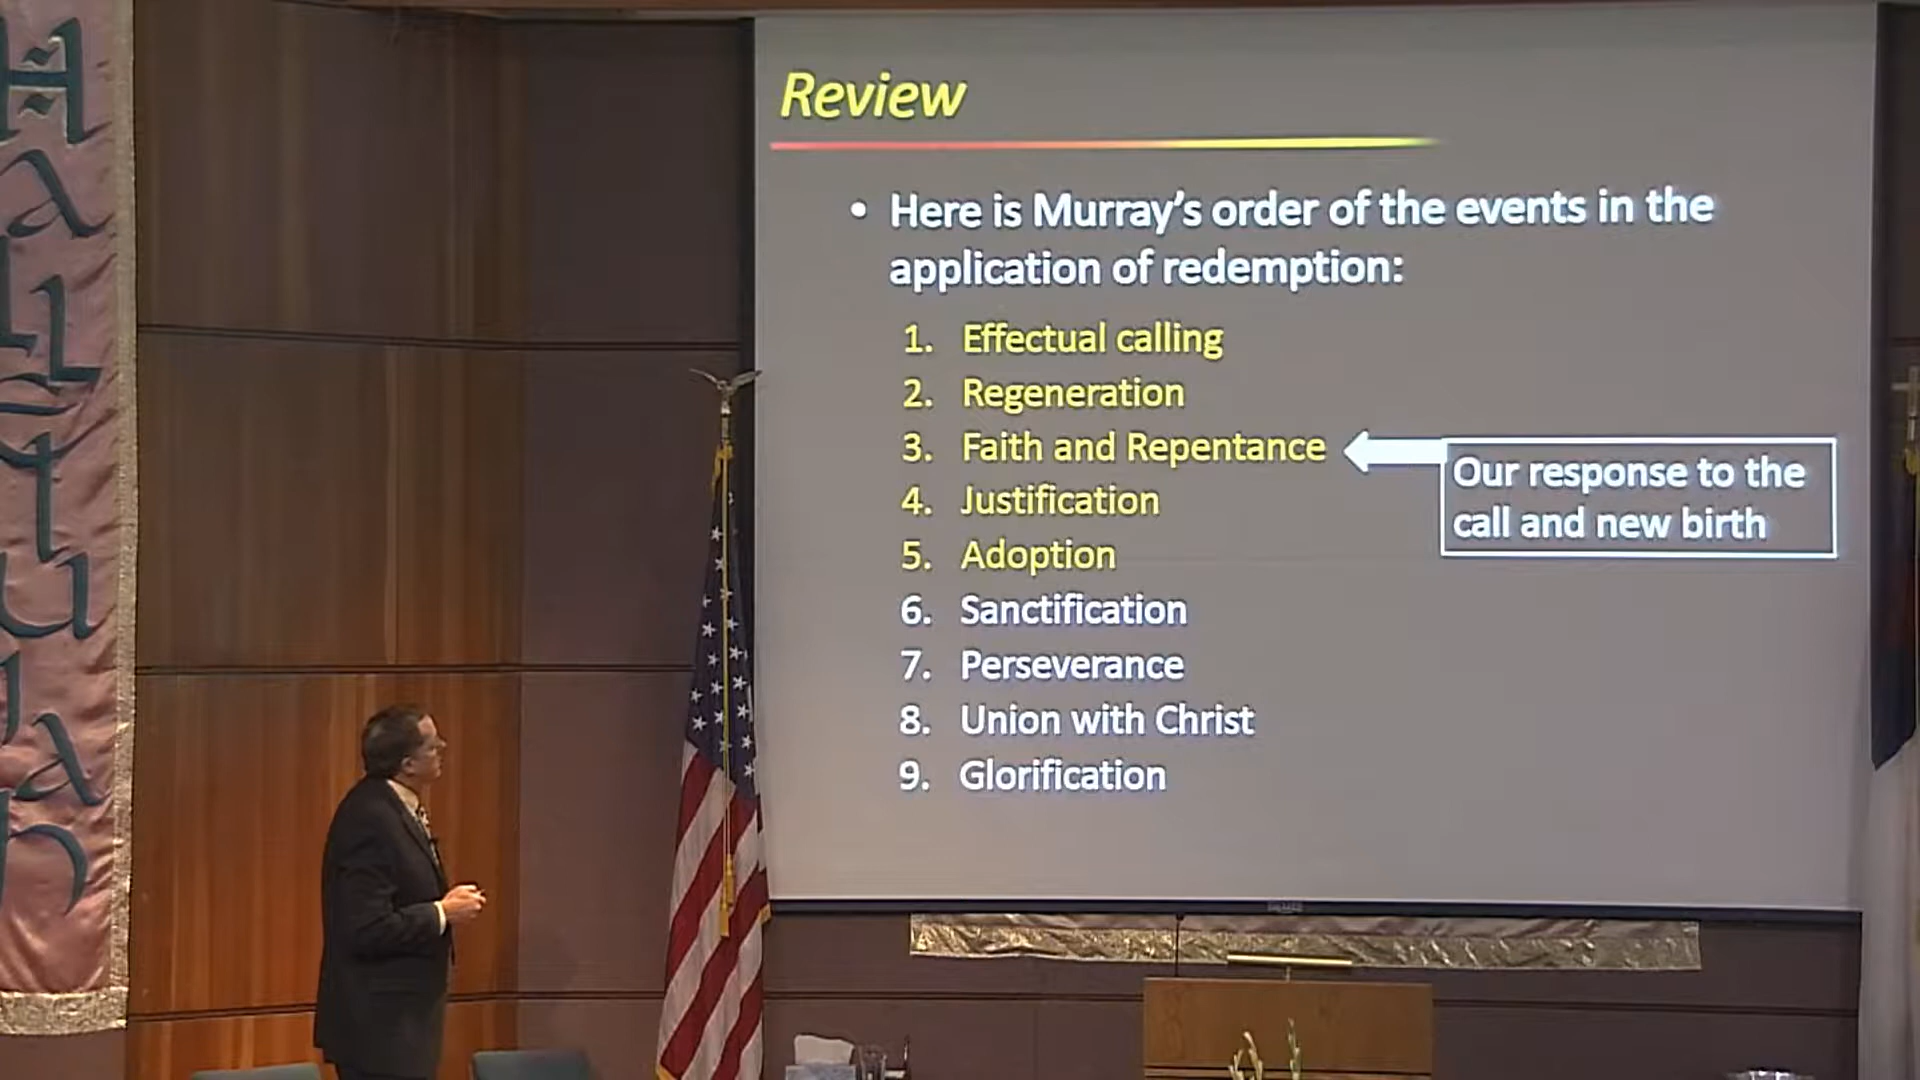 Review
• Here is Murray's order of the events in the
application of redemption:
1. Effectual calling
2. Regeneration
3. Faith and Repentance
4. Justification
5. Adoption
6. Sanctification
7. Perseverance
8. Union with Christ
9. Glorification
Our response to the
call and new birth